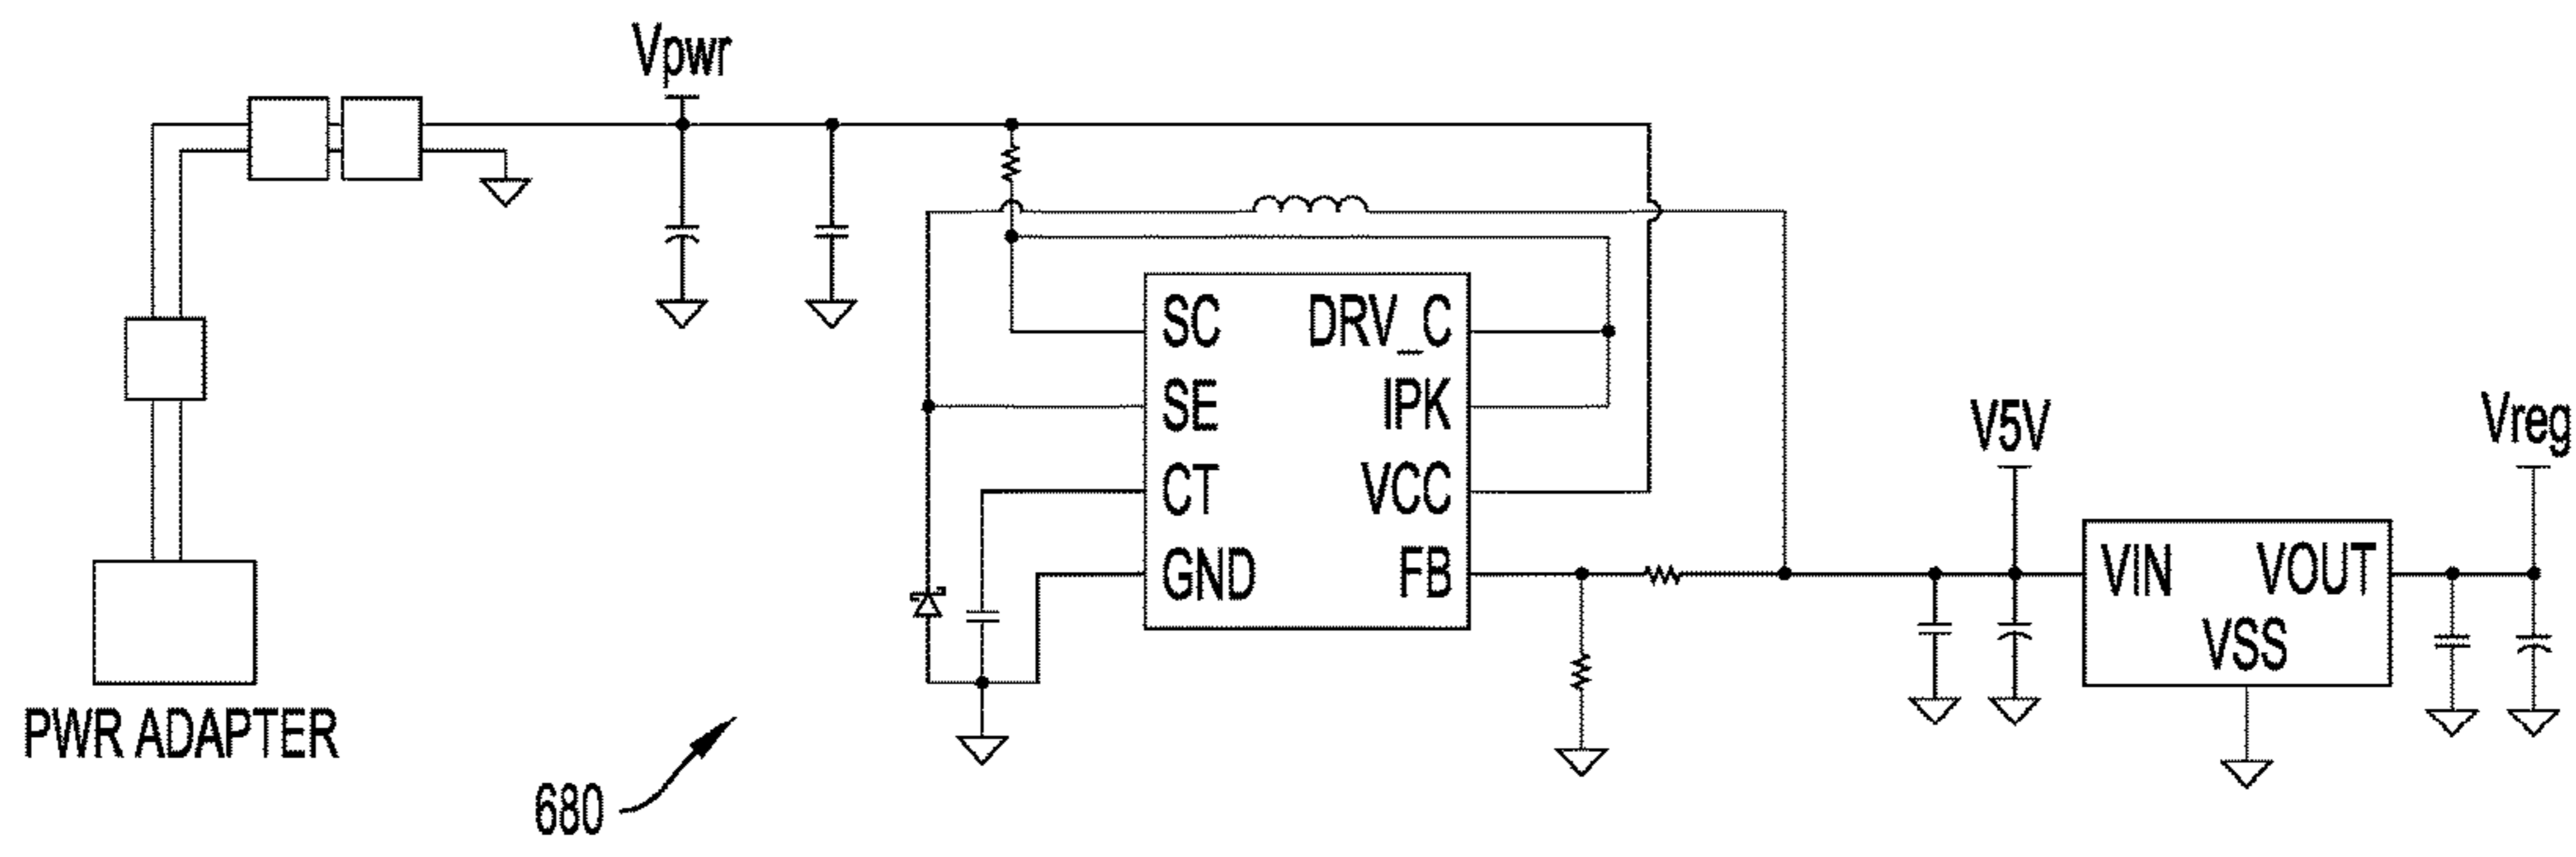 Vpwr
SC
DRV_C
SE
IPK
CT
VCC
GND
FB
V5V
Vreg
VIN
VOUT
VSS
PWR ADAPTER
680